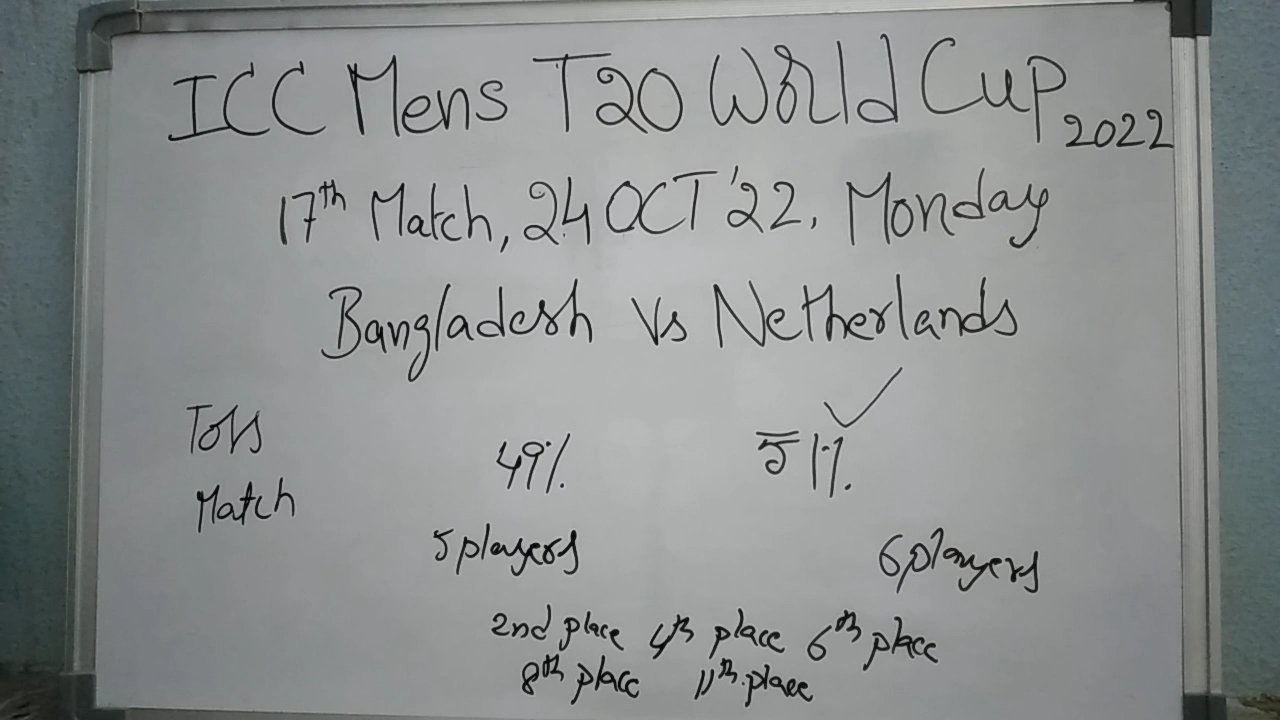 ICC Mens T20 World Cup 2022
17th Match, 24 OCT '22, Monday
Bangladesh Vs Netherlands
Toss 49% 51%
Match
5 players 6 players
2nd place 4th place 6th place
8th place 11th place